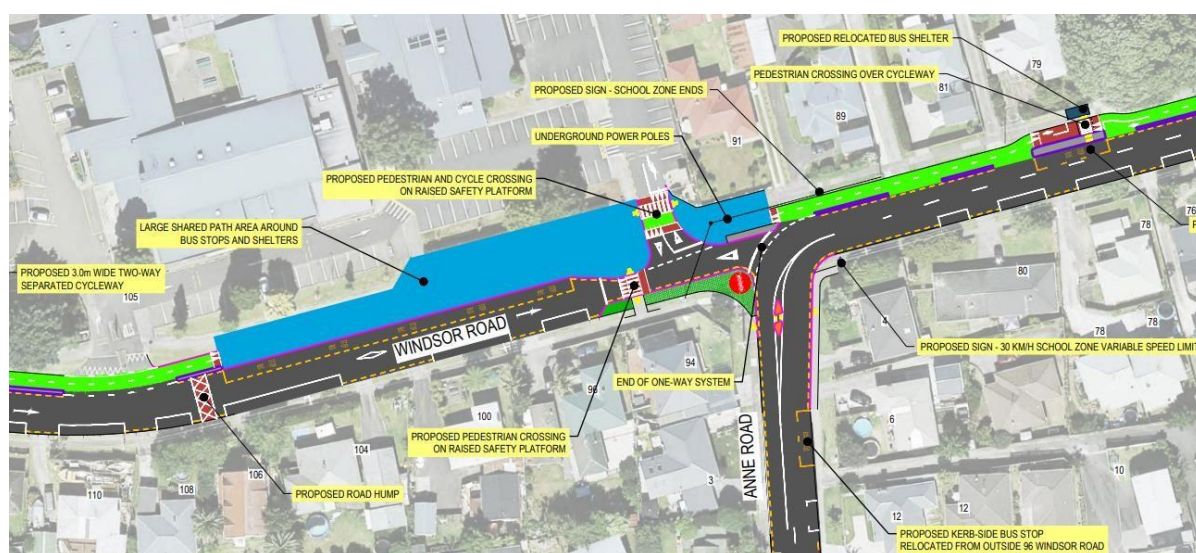 PROPOSED RELOCATED BUS SHELTER
PEDESTRIAN CROSSING OVER CYCLEWAY
79
81
PROPOSED SIGN - SCHOOL ZONE ENDS
89
UNDERGROUND POWER POLES
91
PROPOSED PEDESTRIAN AND CYCLE CROSSING
ON RAISED SAFETY PLATFORM
LARGE SHARED PATH AREA AROUND
BUS STOPS AND SHELTERS
76
78
PROPOSED 3.0m WIDE TWO-WAY
SEPARATED CYCLEWAY
105
80
4
78
78
WINDSOR ROAD
PROPOSED SIGN - 30 KM/H SCHOOL ZONE VARIABLE SPEED LIMIT
94
96
END OF ONE-WAY SYSTEM
100
6
PROPOSED PEDESTRIAN CROSSING
ON RAISED SAFETY PLATFORM
104
ANNE ROAD
3
10
106
108
110
PROPOSED ROAD HUMP
12
12
PROPOSED KERB-SIDE BUS STOP
RELOCATED FROM OUTSIDE 96 WINDSOR ROAD